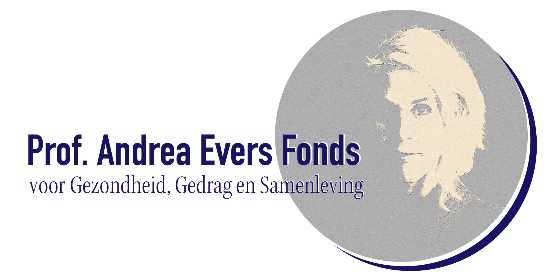 Prof. Andrea Evers Fonds
voor Gezondheid, Gedrag en Samenleving